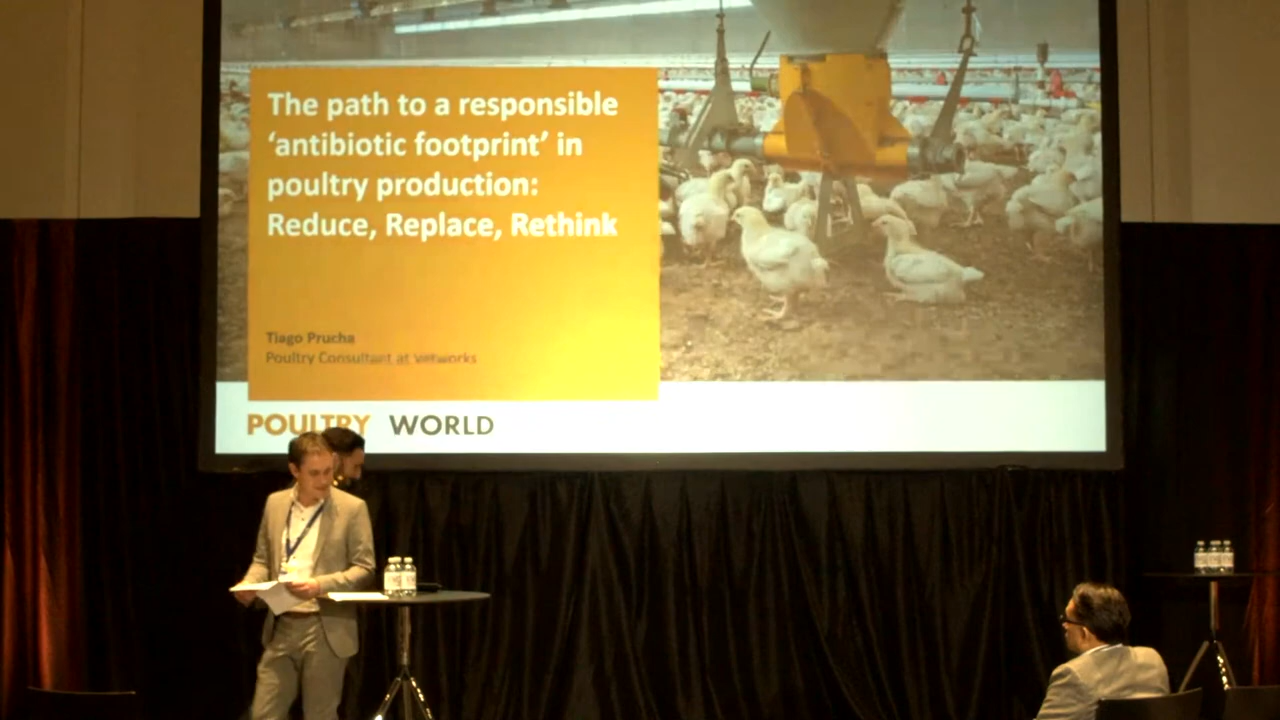 The path to a responsible
‘antibiotic footprint’ in
poultry production:
Reduce, Replace, Rethink
Tiago Prucha
Poultry Consultant at Vetworks
POULTRY WORLD